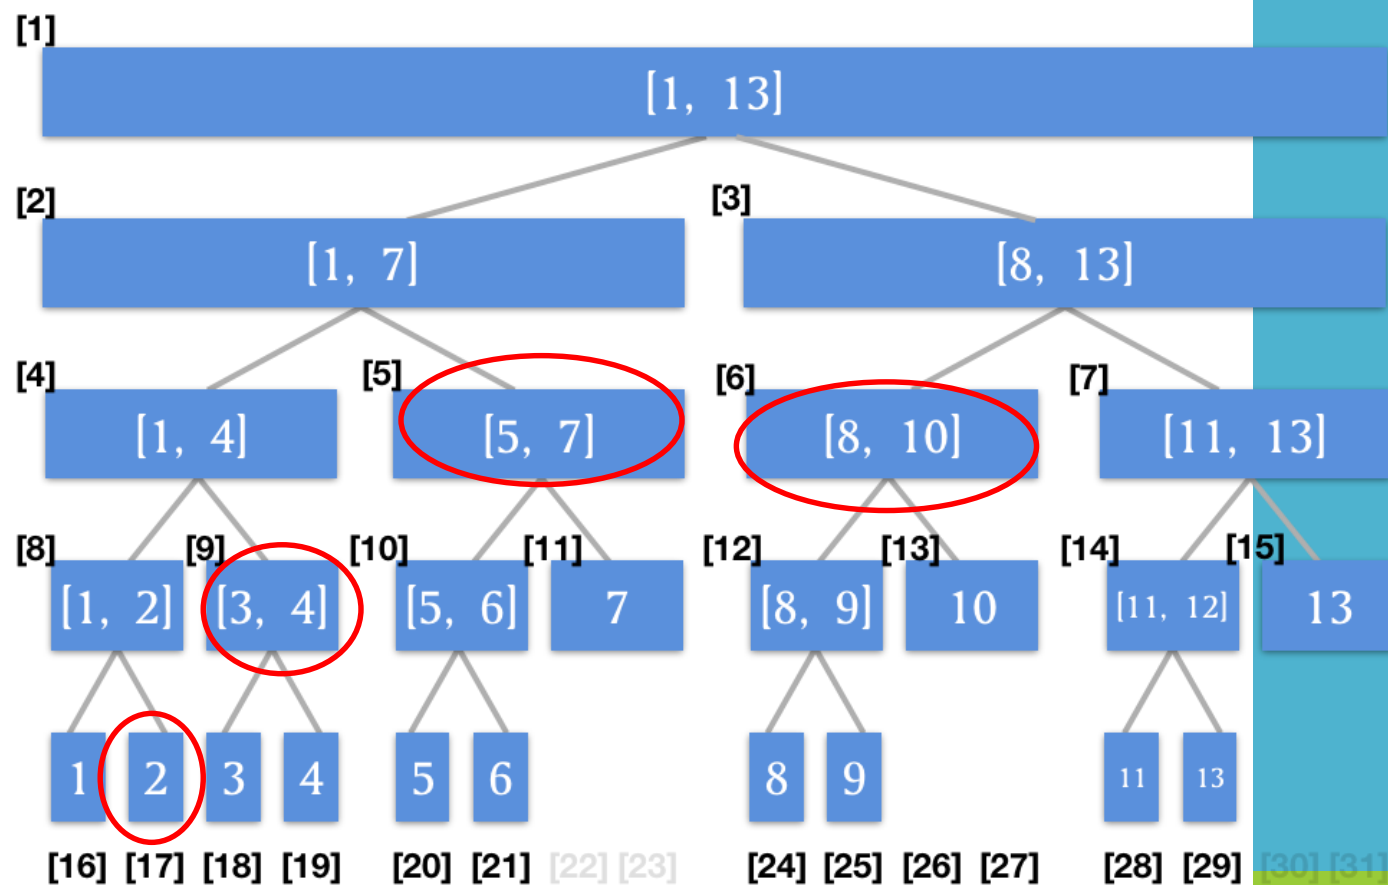 [1]
[1, 13]
[2] [3]
[1, 7] [8, 13]
[4] [5] [6] [7]
[1, 4] [5, 7] [8, 10] [11, 13]
[8] [9] [10] [11] [12] [13] [14] [15]
[1, 2] [3, 4] [5, 6] 7 [8, 9] 10 [11, 12] 13
1 2 3 4 5 6 8 9 11 13
[16] [17] [18] [19] [20] [21] [22] [23] [24] [25] [26] [27] [28] [29] [30] [31]